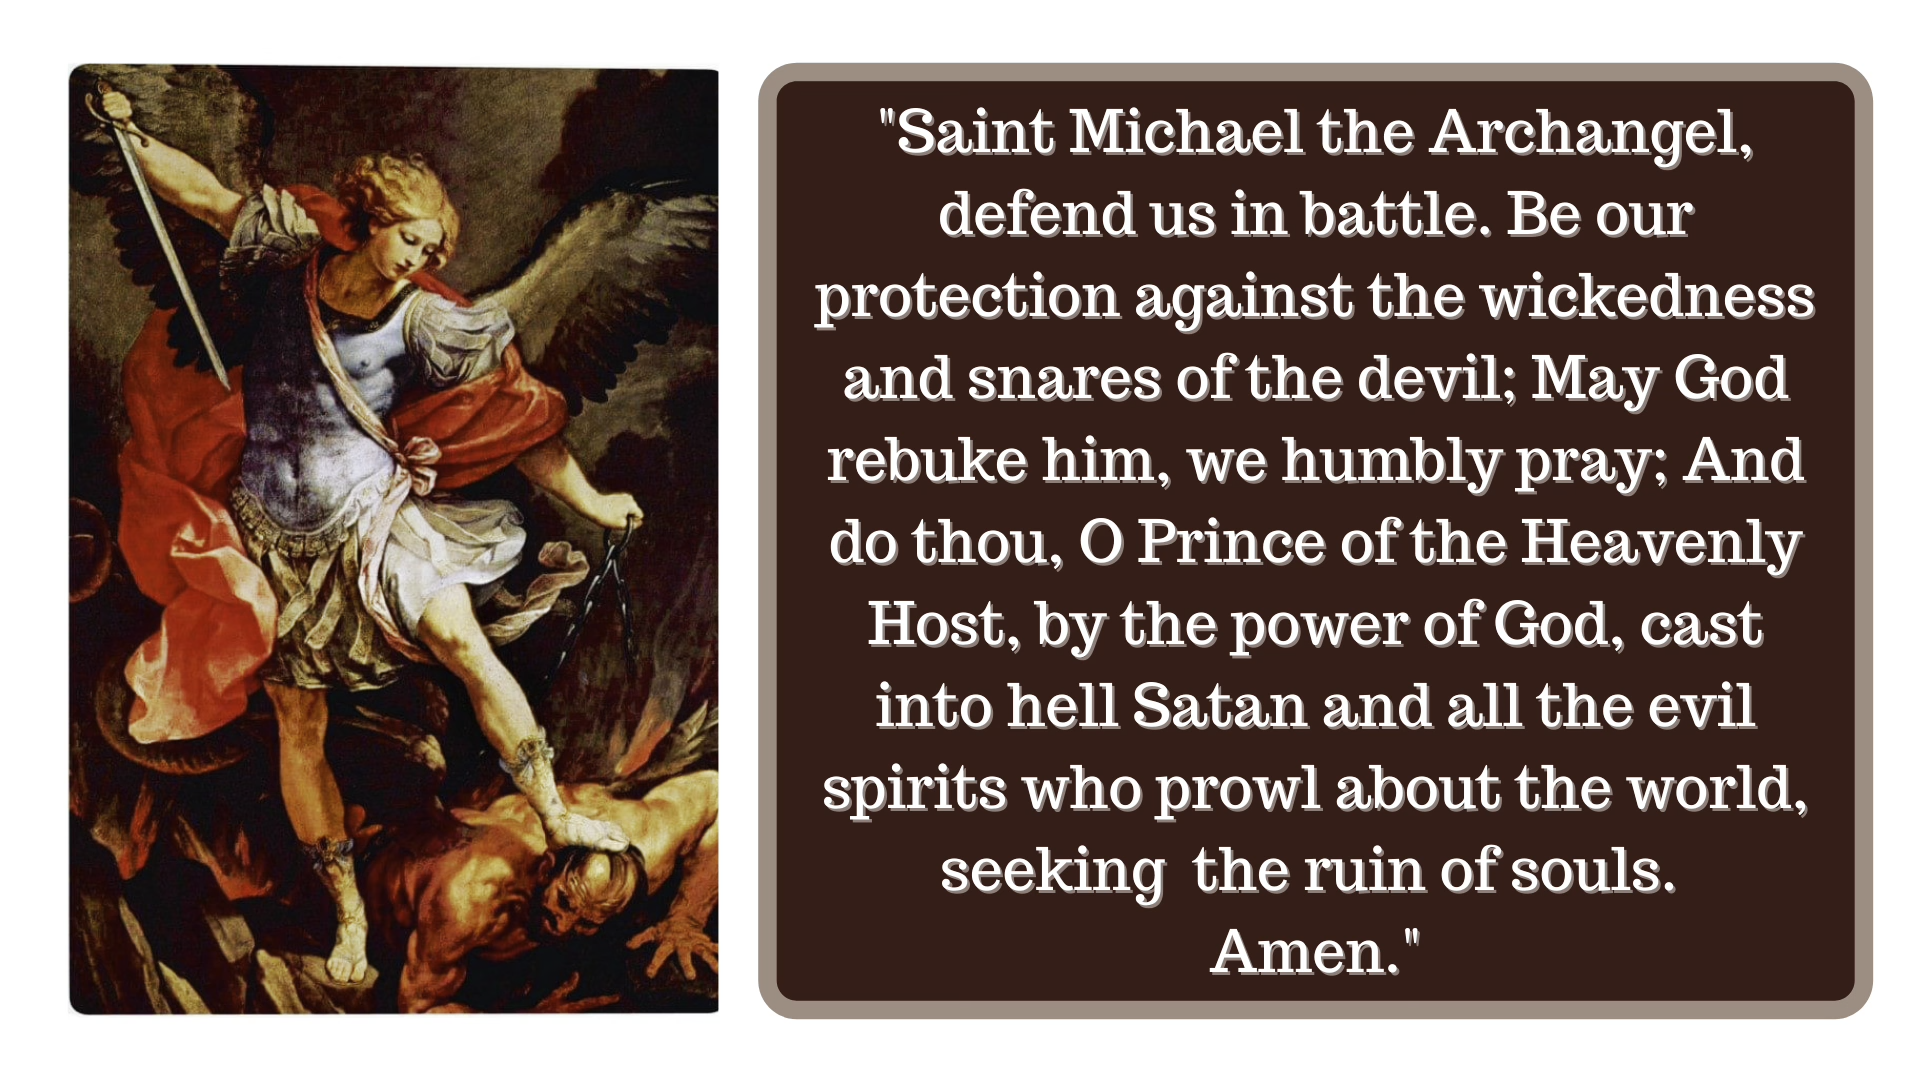 "Saint Michael the Archangel,
defend us in battle. Be our
protection against the wickedness
and snares of the devil; May God
rebuke him, we humbly pray; And
do thou, O Prince of the Heavenly
Host, by the power of God, cast
into hell Satan and all the evil
spirits who prowl about the world,
seeking  the ruin of souls.
Amen."